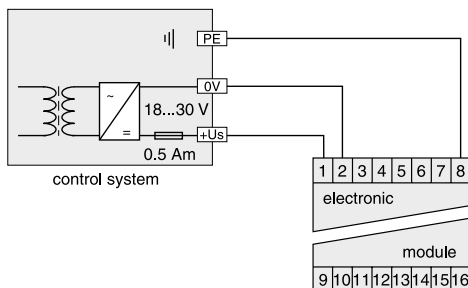 PE
0V
~
18...30 V
=
+Us
0.5 Am
control system
1 2 3 4 5 6 7 8
electronic
module
9 10 11 12 13 14 15 16